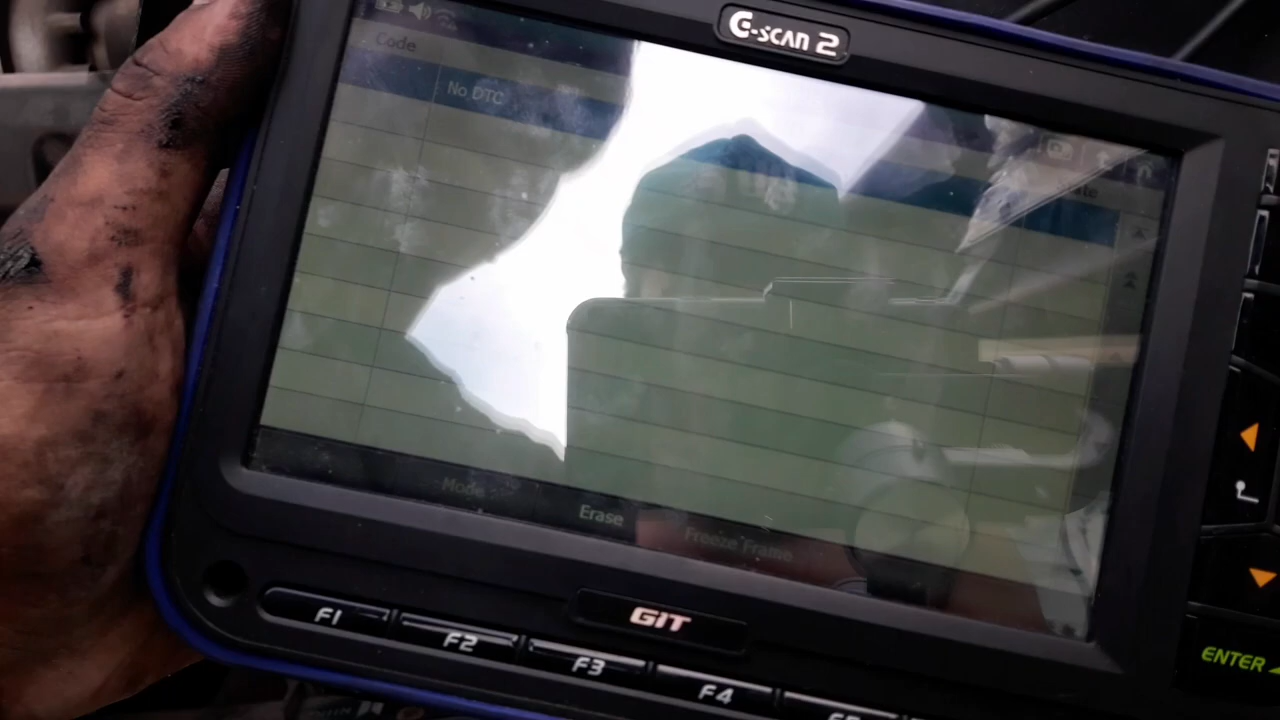 G-SCAN 2
Code
No DTC
Mode
Erase
Freeze Frame
GIT
F1 F2 F3 F4
ENTER